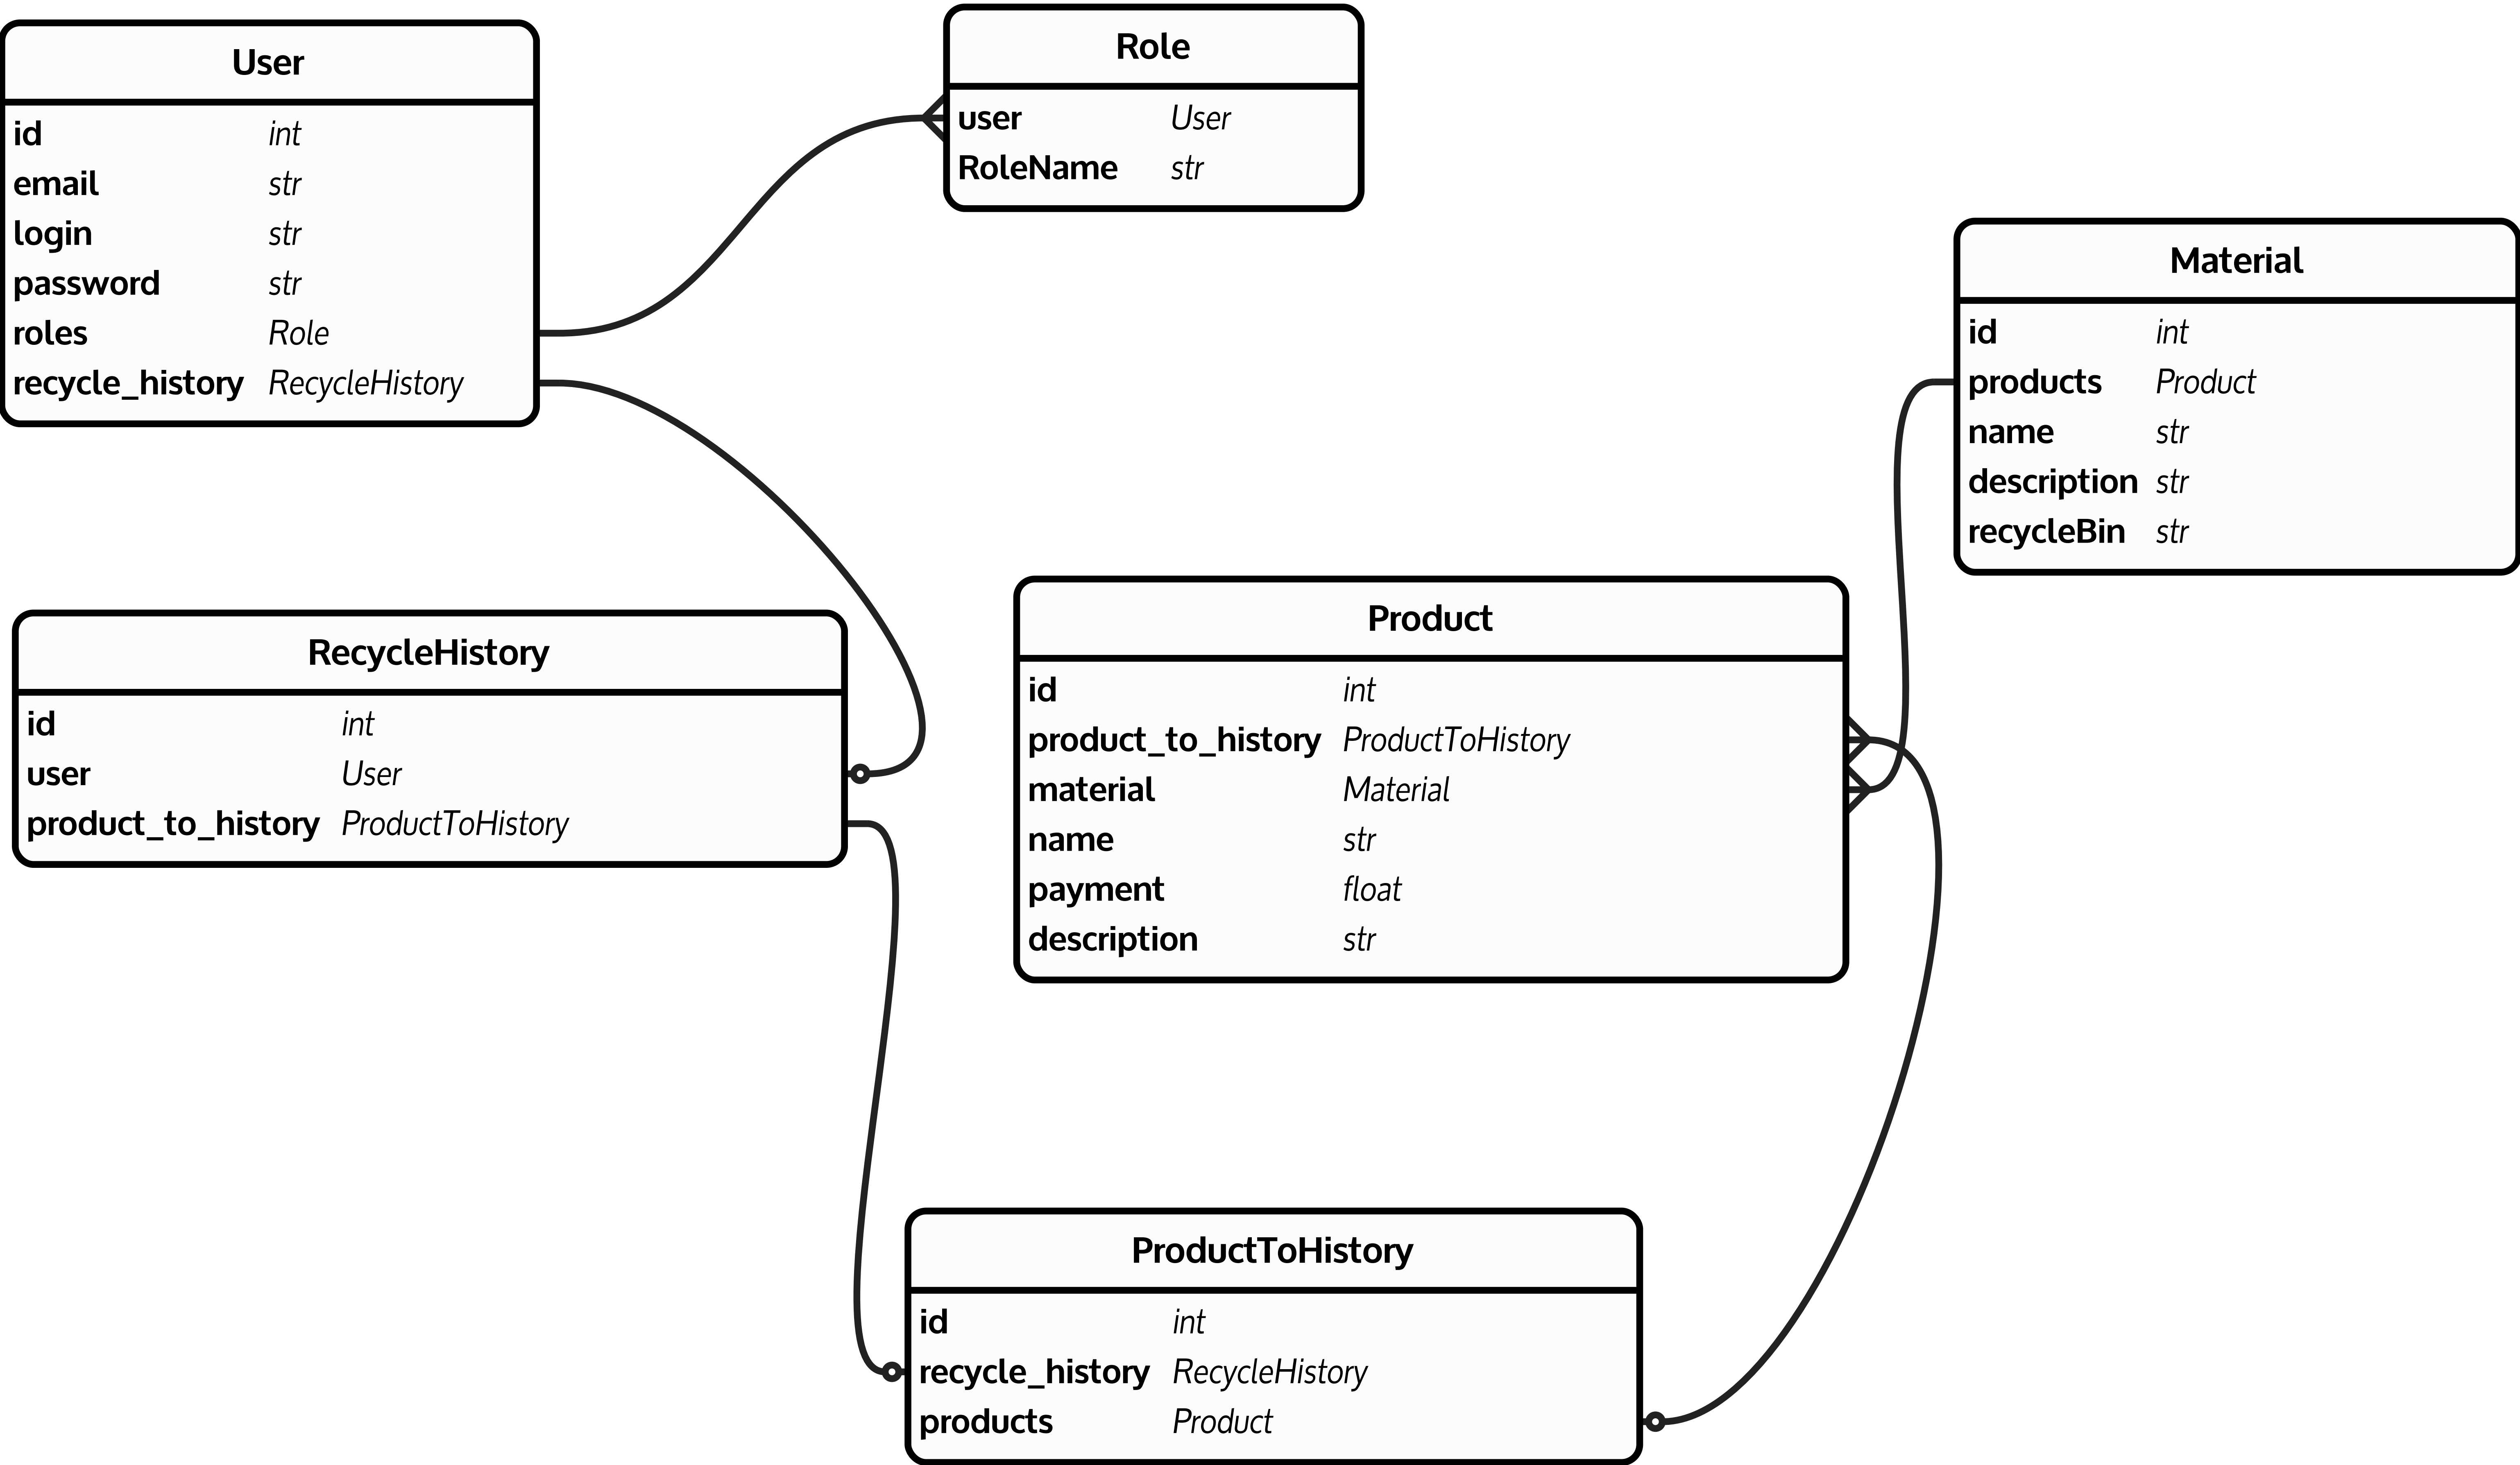 User
id int
email str
login str
password str
roles Role
recycle_history RecycleHistory
Role
user User
RoleName str
Material
id int
products Product
name str
description str
recycleBin str
RecycleHistory
id int
user User
product_to_history ProductToHistory
Product
id int
product_to_history ProductToHistory
material Material
name str
payment float
description str
ProductToHistory
id int
recycle_history RecycleHistory
products Product